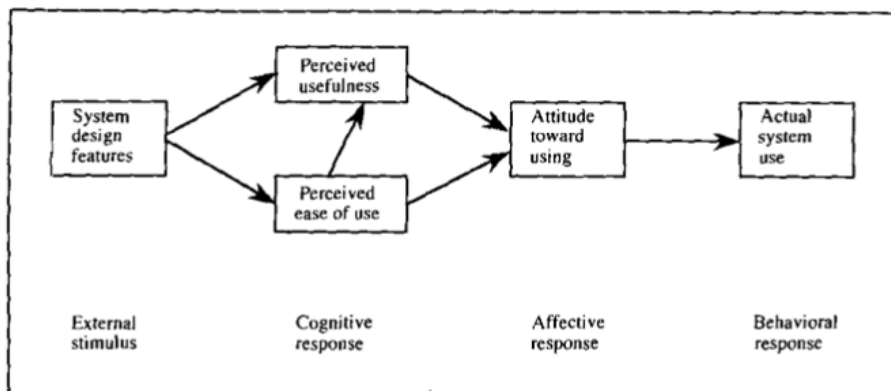 Perceived
usefulness
System
design
features
Attitude
toward
using
Actual
system
use
Perceived
ease of use
External
stimulus
Cognitive
response
Affective
response
Behavioral
response